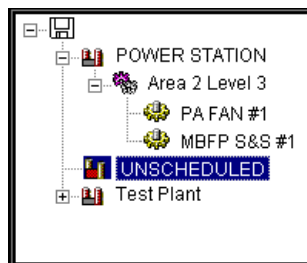 POWER STATION
Area 2 Level 3
PA FAN #1
MBFP S&S #1
UNSCHEDULED
Test Plant